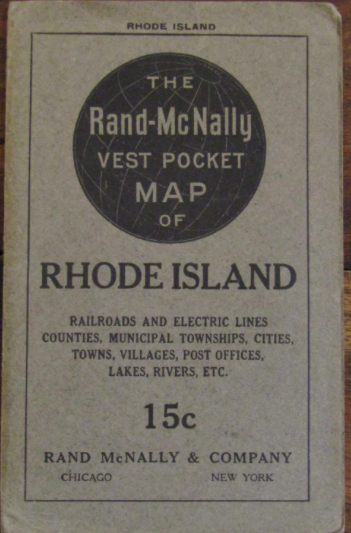 RHODE ISLAND
THE
Rand-McNally
VEST POCKET
MAP
OF
RHODE ISLAND
RAILROADS AND ELECTRIC LINES
COUNTIES, MUNICIPAL TOWNSHIPS, CITIES,
TOWNS, VILLAGES, POST OFFICES,
LAKES, RIVERS, ETC.
15c
RAND McNALLY & COMPANY
CHICAGO NEW YORK